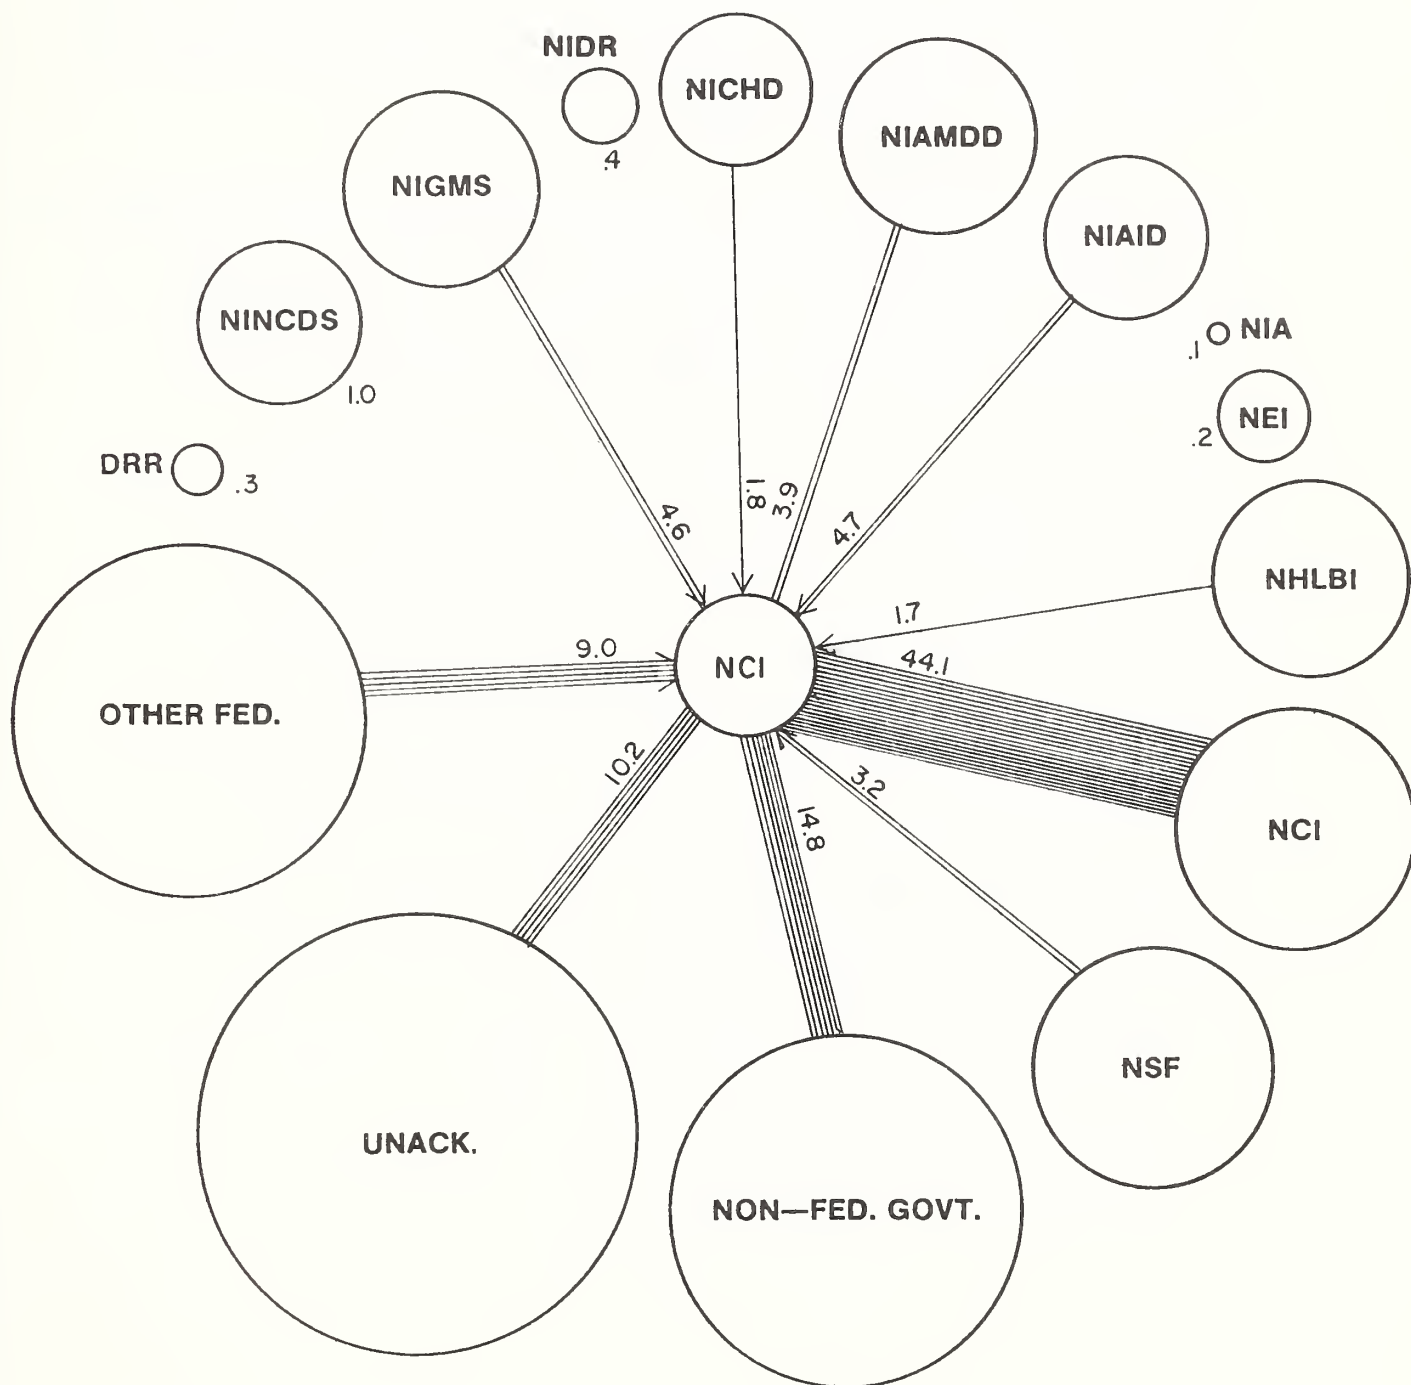 NIDR
.4
NICHD
NIAMDD
NIGMS
NIAID
NINCDS
1.0
.1
NIA
.2
NEI
DRR
.3
4.6
1.8
3.9
4.7
NHLBI
1.7
9.0
NCI
44.1
OTHER FED.
10.2
3.2
14.8
NCI
NSF
UNACK.
NON—FED. GOVT.